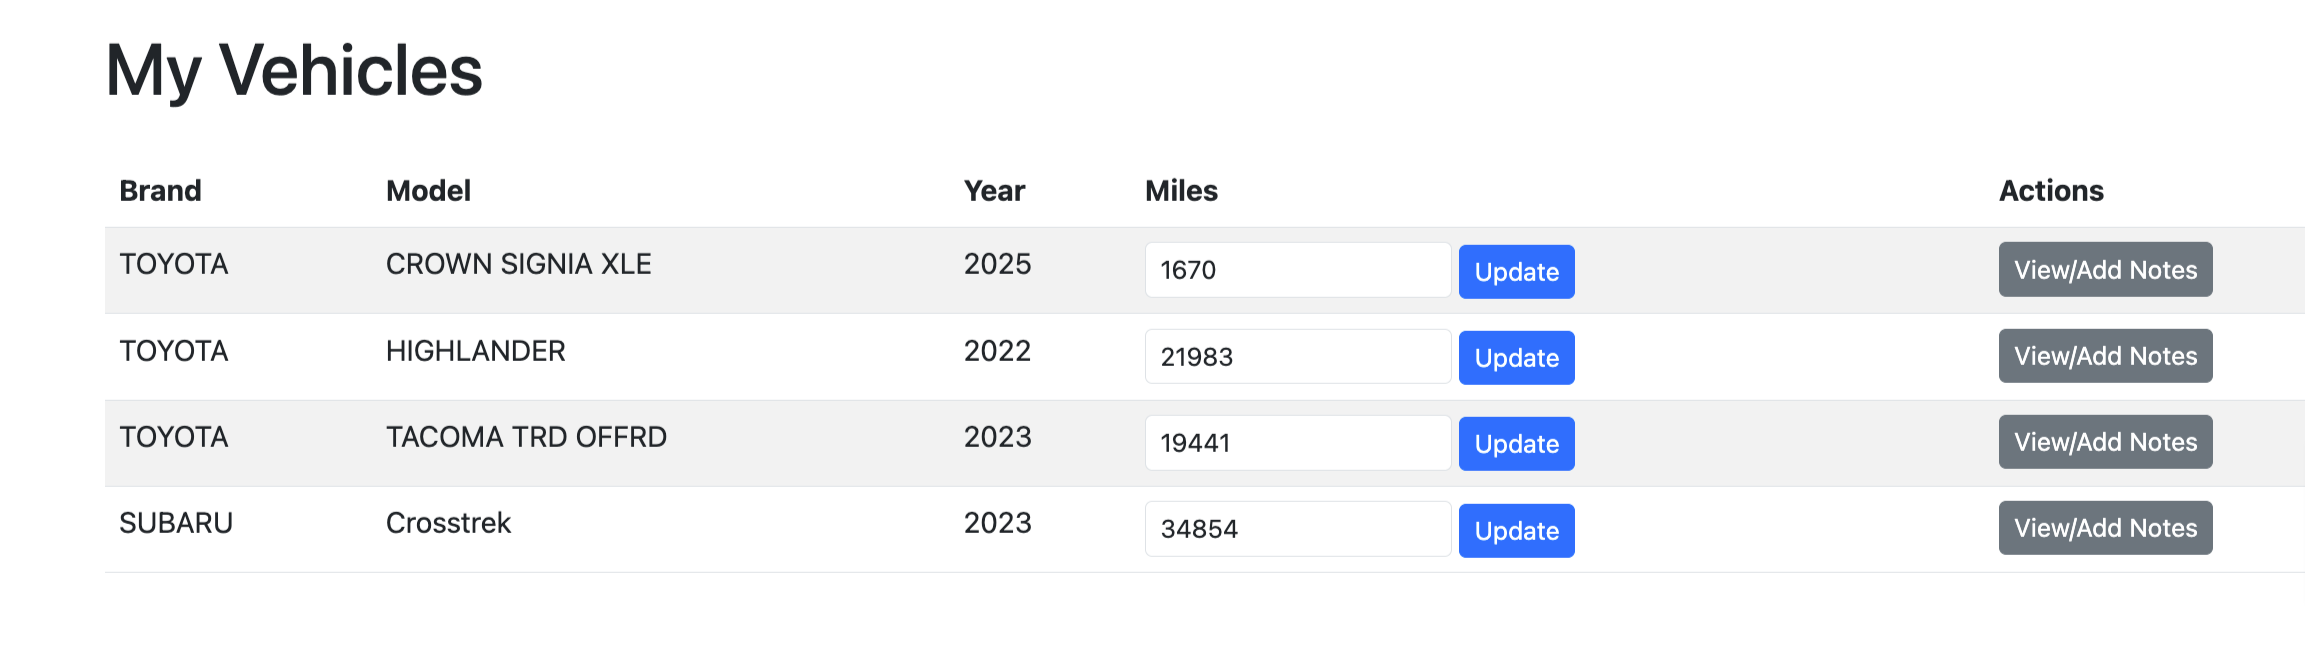 My Vehicles
Brand Model Year Miles Actions
TOYOTA CROWN SIGNIA XLE 2025 1670 Update View/Add Notes
TOYOTA HIGHLANDER 2022 21983 Update View/Add Notes
TOYOTA TACOMA TRD OFFRD 2023 19441 Update View/Add Notes
SUBARU Crosstrek 2023 34854 Update View/Add Notes